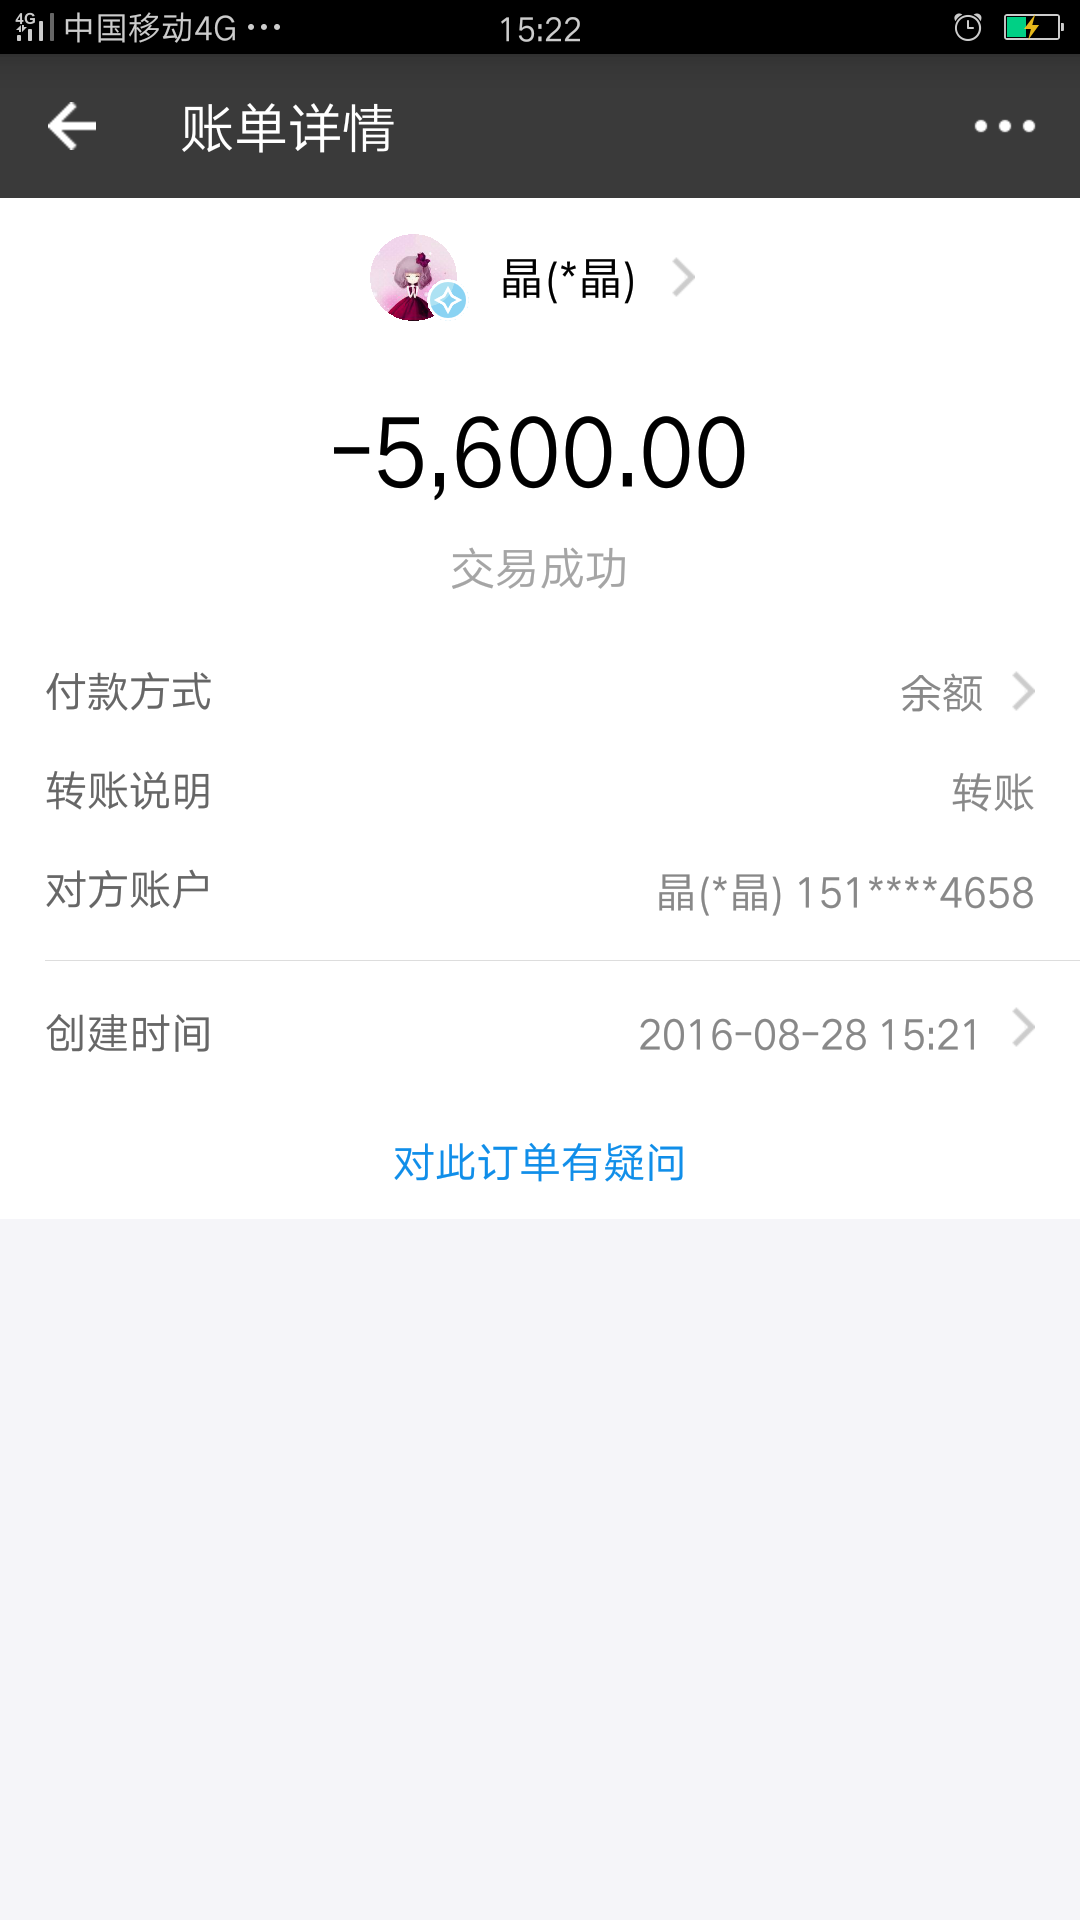 4G 中国移动4G ··· 15:22
账单详情
晶(*晶)
-5,600.00
交易成功
付款方式 余额
转账说明 转账
对方账户 晶(*晶) 151****4658
创建时间 2016-08-28 15:21
对此订单有疑问